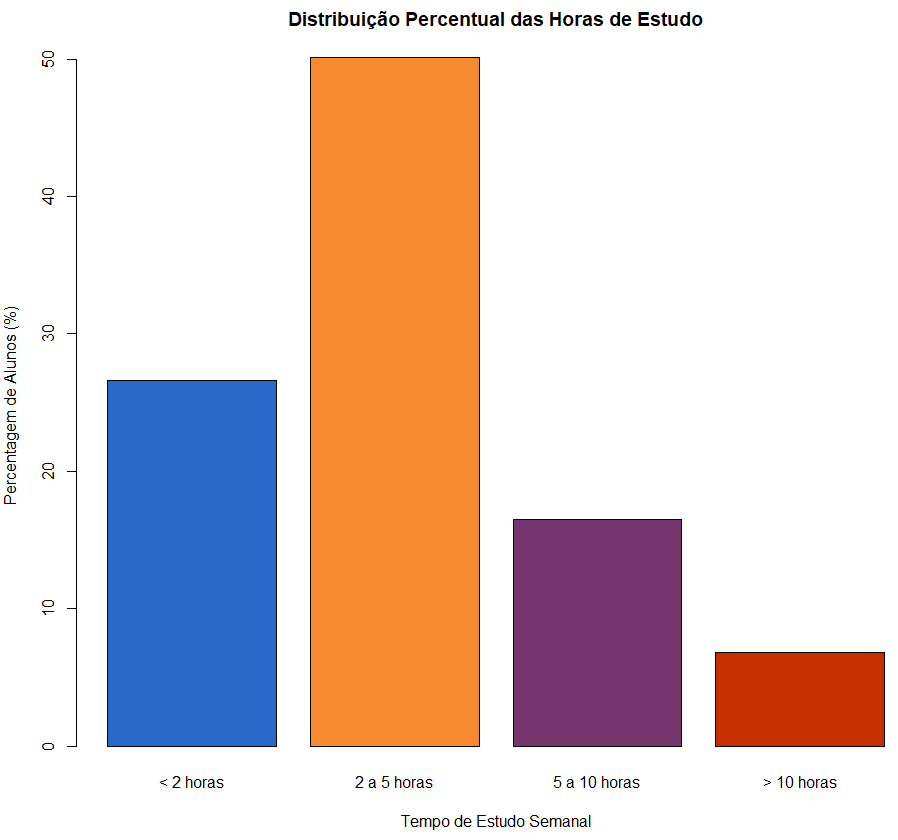 Distribuição Percentual das Horas de Estudo
Percentagem de Alunos (%)
50
40
30
20
10
0
< 2 horas
2 a 5 horas
5 a 10 horas
> 10 horas
Tempo de Estudo Semanal